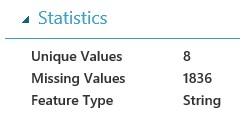 Statistics
Unique Values 8
Missing Values 1836
Feature Type String